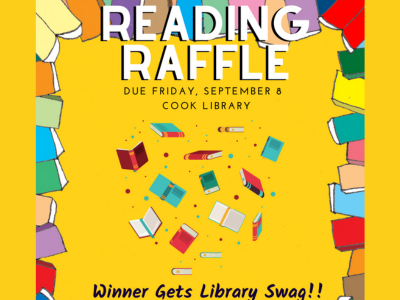 READING
RAFFLE
DUE FRIDAY, SEPTEMBER 8
COOK LIBRARY
Winner Gets Library Swag!!